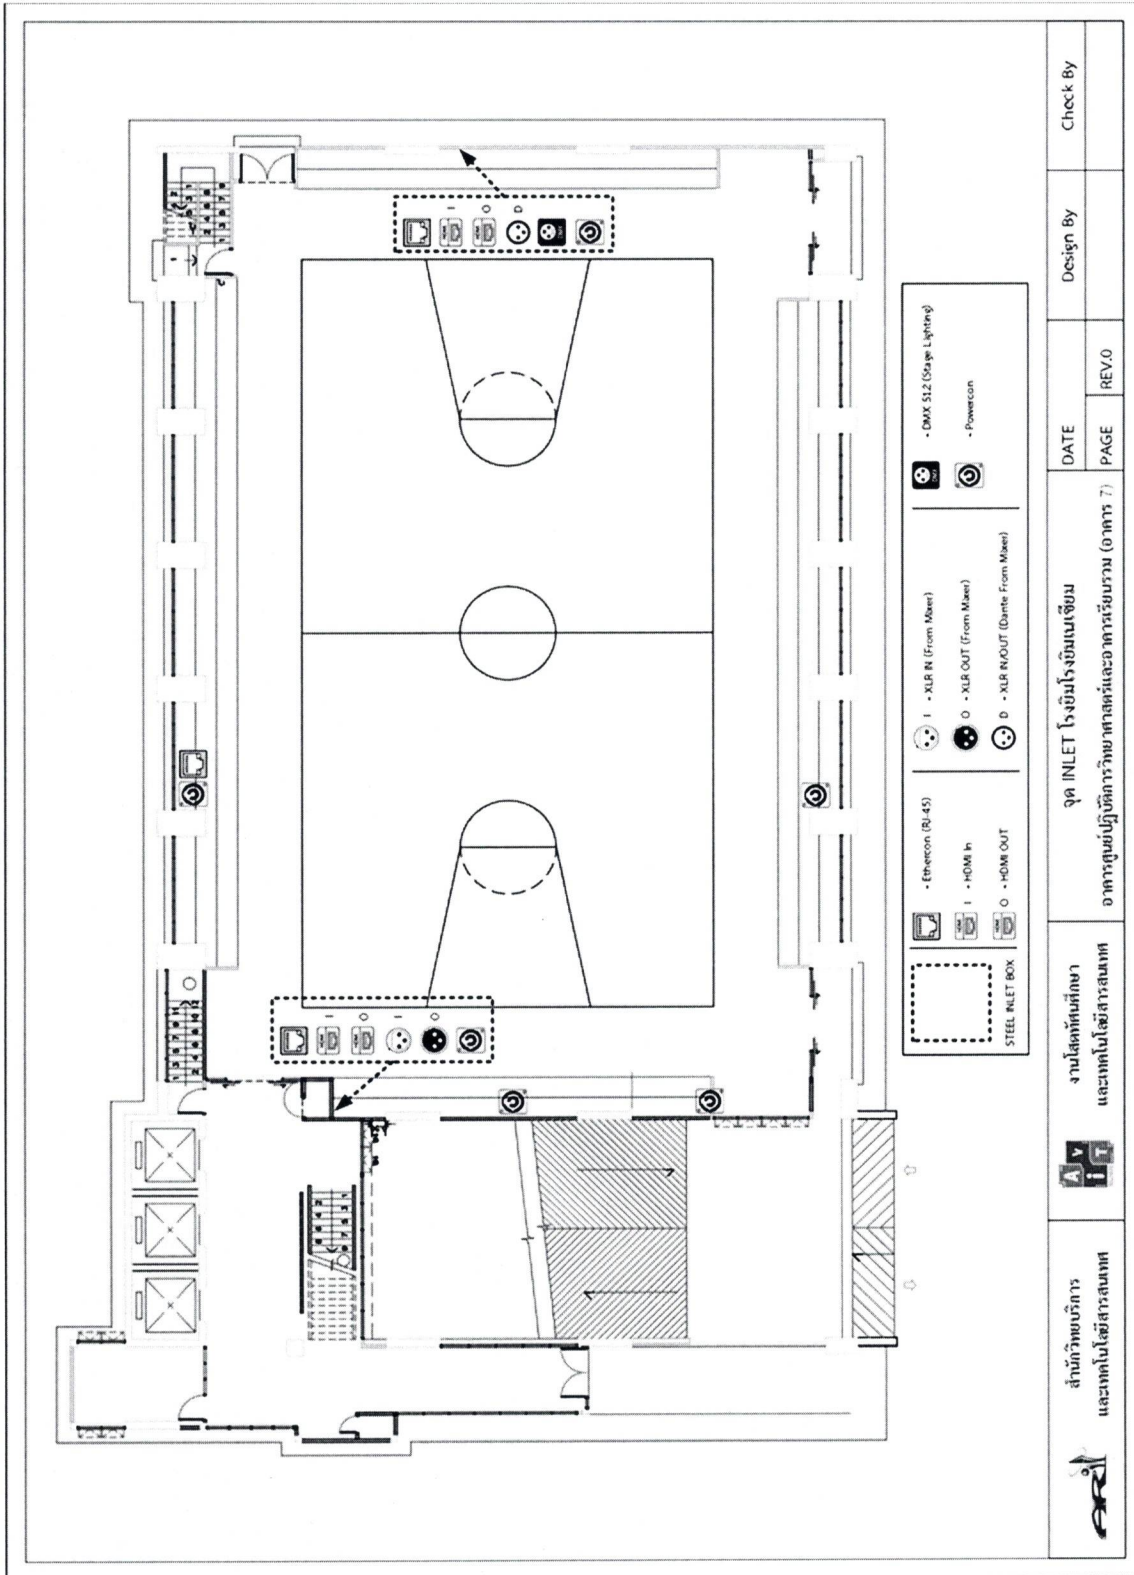 I
O
D
HDMI
HDMI
DMX
I
O
I
O
HDMI
HDMI
STEEL INLET BOX
- Ethercon (RJ-45)
I - HDMI In
O - HDMI OUT
I - XLR IN (From Mixer)
O - XLR OUT (From Mixer)
D - XLR IN/OUT (Dante From Mixer)
- DMX 512 (Stage Lighting)
- Powercon
สำนักวิทยบริการ
และเทคโนโลยีสารสนเทศ
AViT
งานโสตทัศนศึกษา
และเทคโนโลยีสารสนเทศ
จุด INLET โรงยิมโรงยิมเนเซียม
อาคารศูนย์ปฏิบัติการวิทยาศาสตร์และอาคารเรียนรวม (อาคาร 7)
DATE
PAGE
REV.0
Design By
Check By